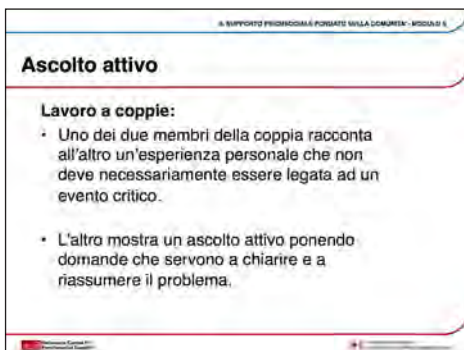 IL SUPPORTO PSICOSOCIALE FONDATO SULLA COMUNITA' - MODULO 5
Ascolto attivo
Lavoro a coppie:
• Uno dei due membri della coppia racconta
all'altro un'esperienza personale che non
deve necessariamente essere legata ad un
evento critico.
• L'altro mostra un ascolto attivo ponendo
domande che servono a chiarire e a
riassumere il problema.